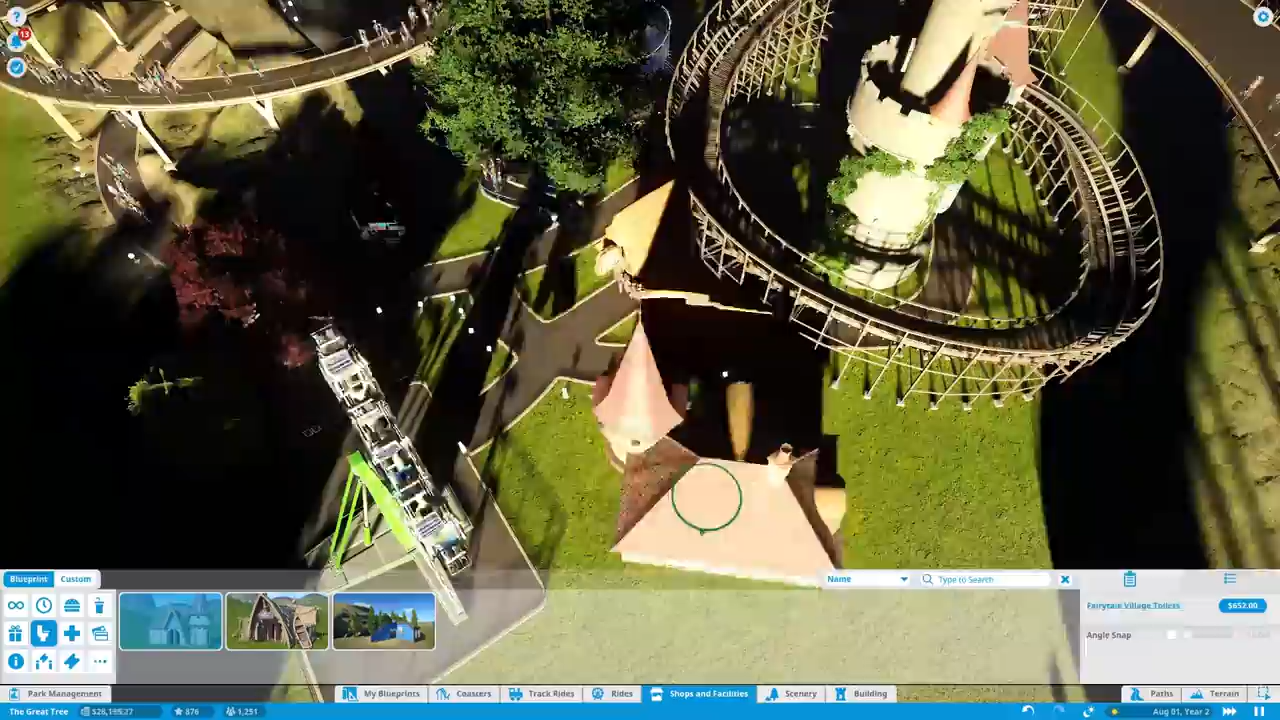 ?
13
Blueprint Custom
Name
Type to Search
Fairytale Village Toilets $652.00
Angle Snap
Park Management My Blueprints Coasters Track Rides Rides Shops and Facilities Scenery Building Paths Terrain
The Great Tree 876 1,251 Aug 01, Year 2